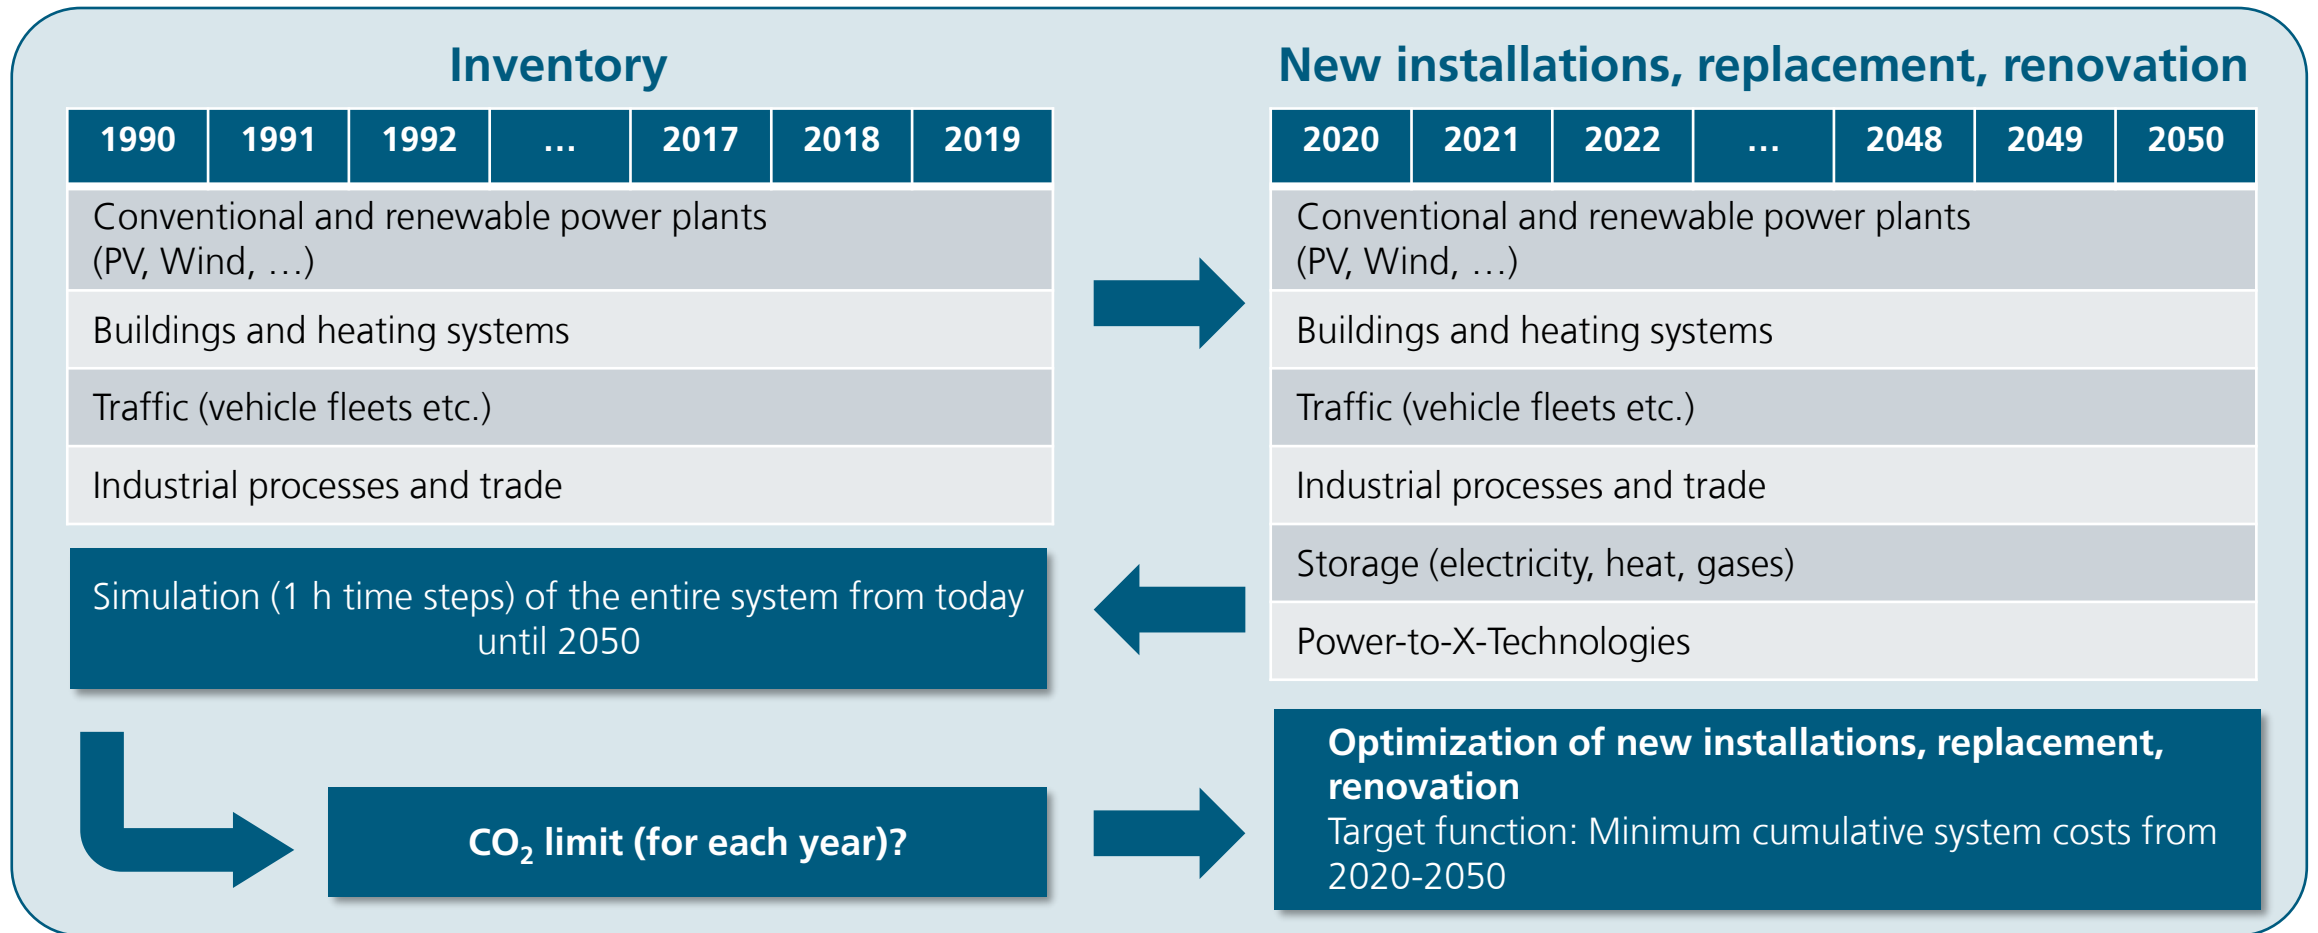 Inventory
1990 1991 1992 … 2017 2018 2019
Conventional and renewable power plants
(PV, Wind, …)
Buildings and heating systems
Traffic (vehicle fleets etc.)
Industrial processes and trade
New installations, replacement, renovation
2020 2021 2022 … 2048 2049 2050
Conventional and renewable power plants
(PV, Wind, …)
Buildings and heating systems
Traffic (vehicle fleets etc.)
Industrial processes and trade
Storage (electricity, heat, gases)
Power-to-X-Technologies
Simulation (1 h time steps) of the entire system from today
until 2050
CO₂ limit (for each year)?
Optimization of new installations, replacement,
renovation
Target function: Minimum cumulative system costs from
2020-2050